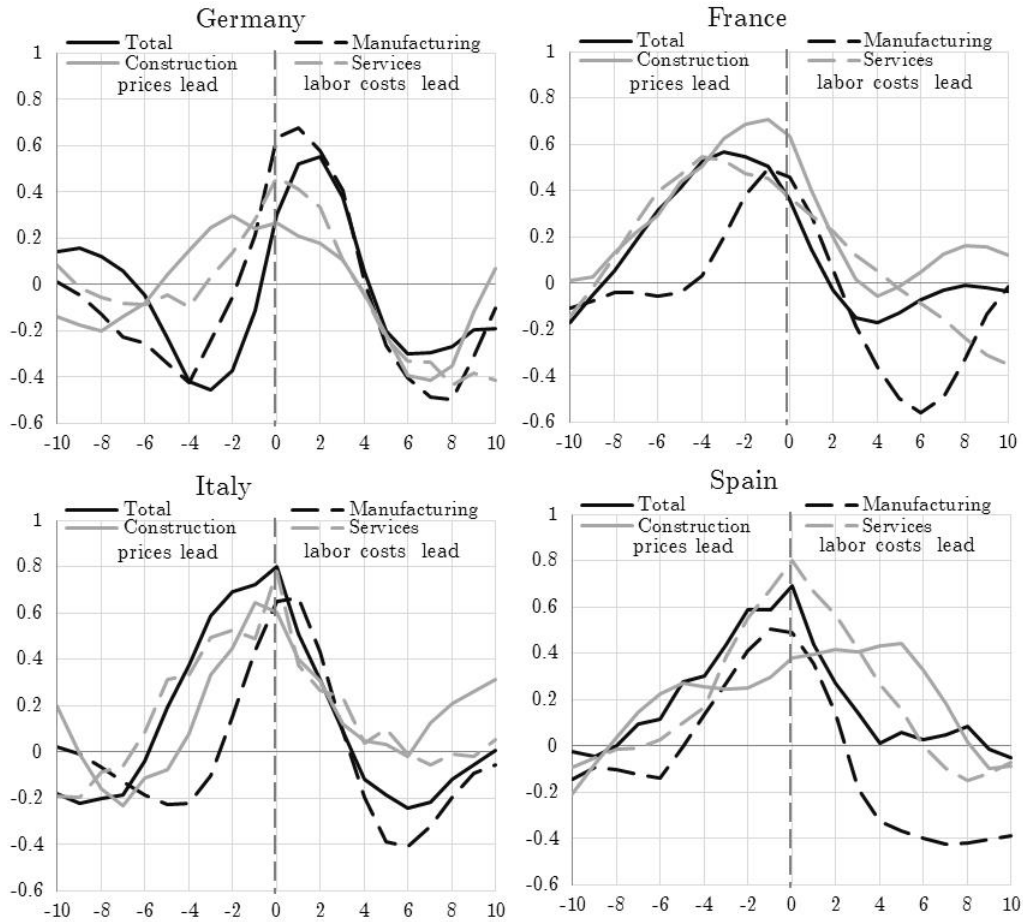 Germany
Total Manufacturing
Construction Services
prices lead labor costs lead
1
0.8
0.6
0.4
0.2
0
-0.2
-0.4
-0.6
-10 -8 -6 -4 -2 0 2 4 6 8 10
France
Total Manufacturing
Construction Services
prices lead labor costs lead
1
0.8
0.6
0.4
0.2
0
-0.2
-0.4
-0.6
-10 -8 -6 -4 -2 0 2 4 6 8 10
Italy
Total Manufacturing
Construction Services
prices lead labor costs lead
1
0.8
0.6
0.4
0.2
0
-0.2
-0.4
-0.6
-10 -8 -6 -4 -2 0 2 4 6 8 10
Spain
Total Manufacturing
Construction Services
prices lead labor costs lead
1
0.8
0.6
0.4
0.2
0
-0.2
-0.4
-0.6
-10 -8 -6 -4 -2 0 2 4 6 8 10